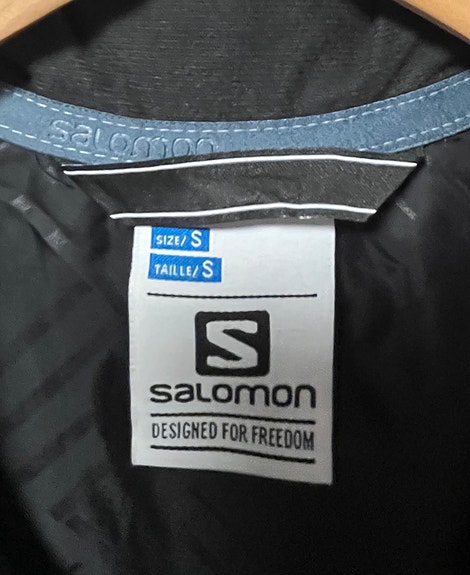 salomon
SIZE/ S
TAILLE/ S
S
salomon
DESIGNED FOR FREEDOM